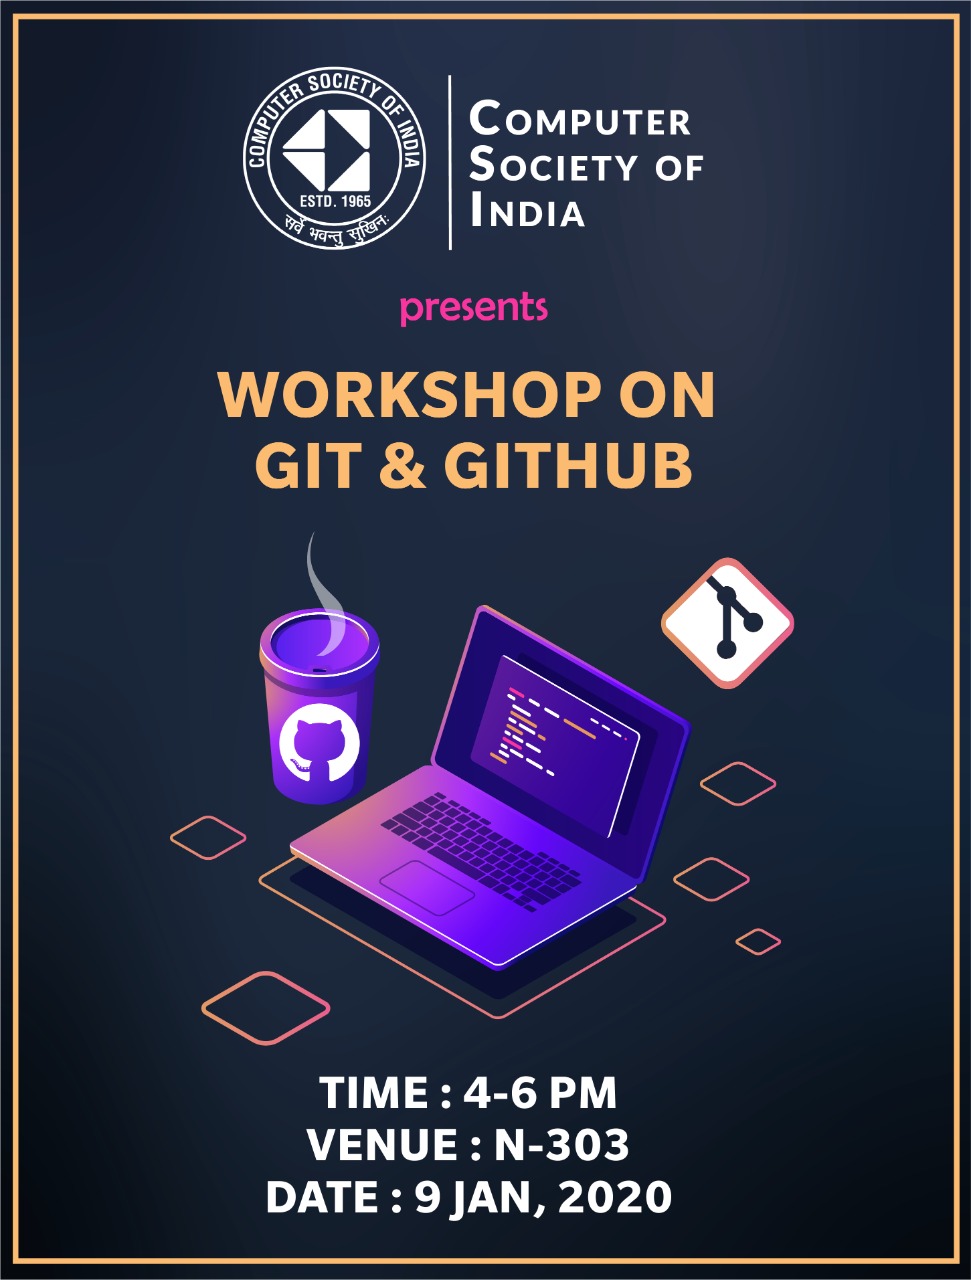 COMPUTER SOCIETY OF INDIA
ESTD. 1965
सर्वे भवन्तु सुखिनः
COMPUTER
SOCIETY OF
INDIA
presents
WORKSHOP ON
GIT & GITHUB
TIME : 4-6 PM
VENUE : N-303
DATE : 9 JAN, 2020